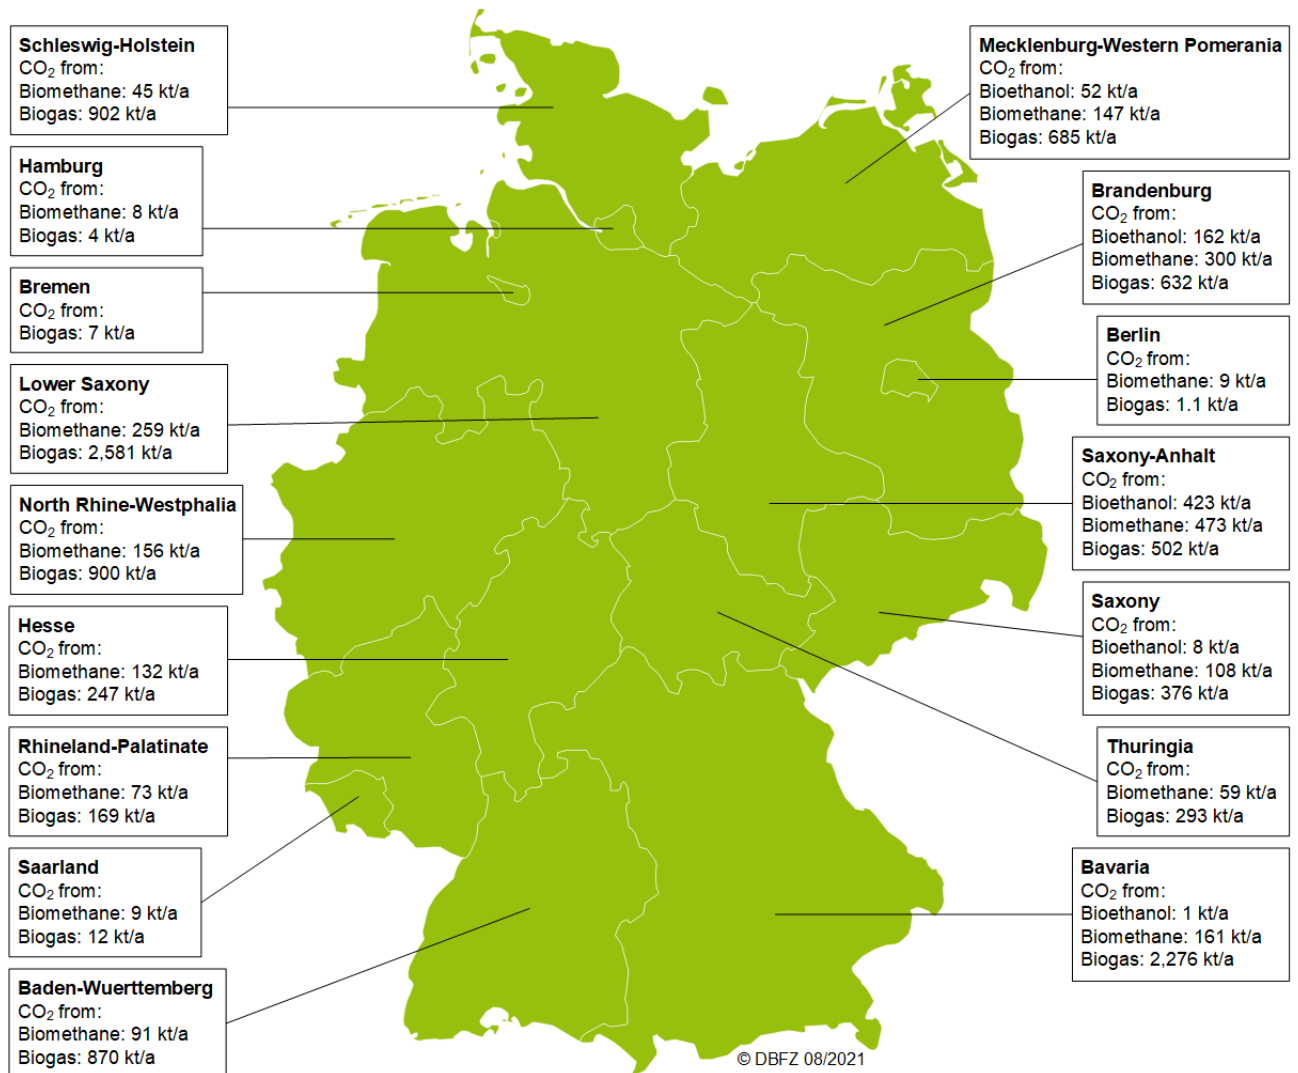 Schleswig-Holstein
CO₂ from:
Biomethane: 45 kt/a
Biogas: 902 kt/a
Hamburg
CO₂ from:
Biomethane: 8 kt/a
Biogas: 4 kt/a
Bremen
CO₂ from:
Biogas: 7 kt/a
Lower Saxony
CO₂ from:
Biomethane: 259 kt/a
Biogas: 2,581 kt/a
North Rhine-Westphalia
CO₂ from:
Biomethane: 156 kt/a
Biogas: 900 kt/a
Hesse
CO₂ from:
Biomethane: 132 kt/a
Biogas: 247 kt/a
Rhineland-Palatinate
CO₂ from:
Biomethane: 73 kt/a
Biogas: 169 kt/a
Saarland
CO₂ from:
Biomethane: 9 kt/a
Biogas: 12 kt/a
Baden-Wuerttemberg
CO₂ from:
Biomethane: 91 kt/a
Biogas: 870 kt/a
Mecklenburg-Western Pomerania
CO₂ from:
Bioethanol: 52 kt/a
Biomethane: 147 kt/a
Biogas: 685 kt/a
Brandenburg
CO₂ from:
Bioethanol: 162 kt/a
Biomethane: 300 kt/a
Biogas: 632 kt/a
Berlin
CO₂ from:
Biomethane: 9 kt/a
Biogas: 1.1 kt/a
Saxony-Anhalt
CO₂ from:
Bioethanol: 423 kt/a
Biomethane: 473 kt/a
Biogas: 502 kt/a
Saxony
CO₂ from:
Bioethanol: 8 kt/a
Biomethane: 108 kt/a
Biogas: 376 kt/a
Thuringia
CO₂ from:
Biomethane: 59 kt/a
Biogas: 293 kt/a
Bavaria
CO₂ from:
Bioethanol: 1 kt/a
Biomethane: 161 kt/a
Biogas: 2,276 kt/a
© DBFZ 08/2021